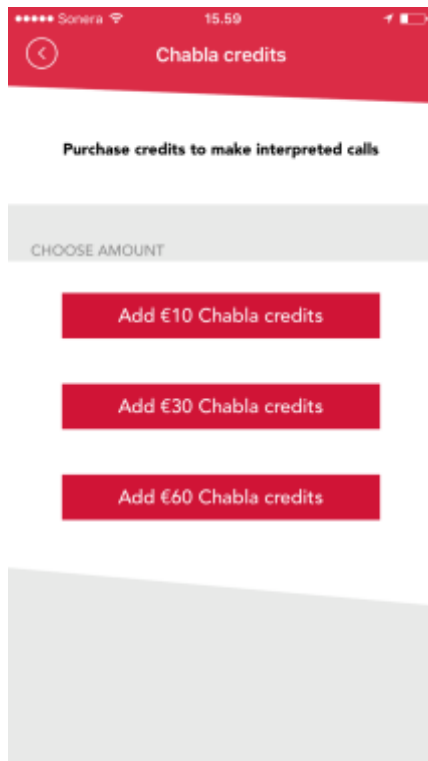 Sonera 15.59
Chabla credits
Purchase credits to make interpreted calls
CHOOSE AMOUNT
Add €10 Chabla credits
Add €30 Chabla credits
Add €60 Chabla credits